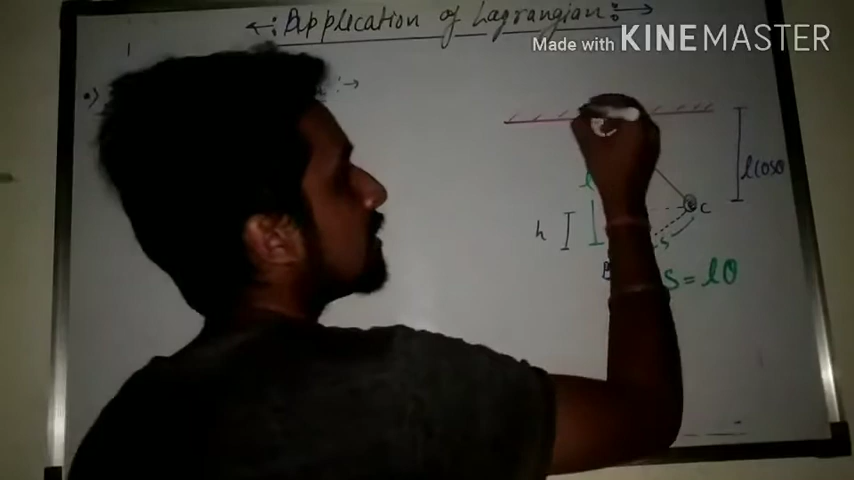 ←: Application of Lagrangian :→
Made with KINEMASTER
•) :→
l
lcosθ
h
C
S
B
S = lθ